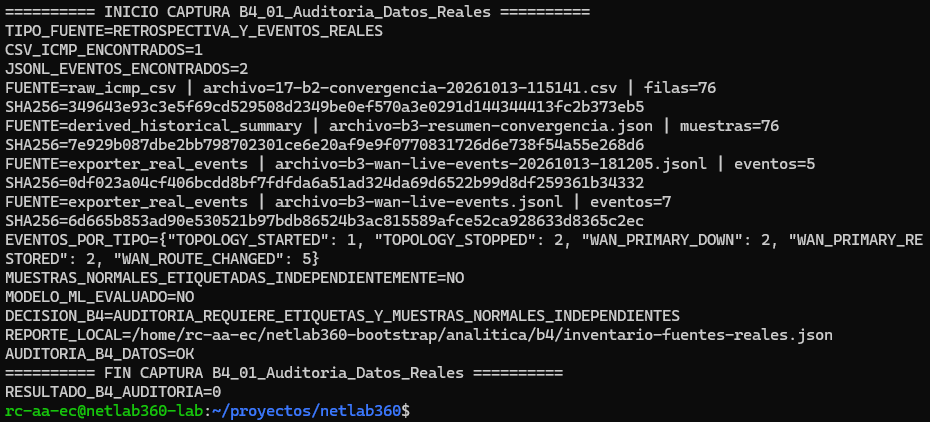 ========== INICIO CAPTURA B4_01_Auditoria_Datos_Reales ==========
TIPO_FUENTE=RETROSPECTIVA_Y_EVENTOS_REALES
CSV_ICMP_ENCONTRADOS=1
JSONL_EVENTOS_ENCONTRADOS=2
FUENTE=raw_icmp_csv | archivo=17-b2-convergencia-20261013-115141.csv | filas=76
SHA256=349643e93c3e5f69cd529508d2349be0ef570a3e0291d144344413fc2b373eb5
FUENTE=derived_historical_summary | archivo=b3-resumen-convergencia.json | muestras=76
SHA256=7e929b087dbe2bb798702301ce6e20af9e9f0770831726d6e738f54a55e268d6
FUENTE=exporter_real_events | archivo=b3-wan-live-events-20261013-181205.jsonl | eventos=5
SHA256=0df023a04cf406bcdd8bf7fdfda6a51ad324da69d6522b99d8df259361b34332
FUENTE=exporter_real_events | archivo=b3-wan-live-events.jsonl | eventos=7
SHA256=6d665b853ad90e530521b97bdb86524b3ac815589afce52ca928633d8365c2ec
EVENTOS_POR_TIPO={"TOPOLOGY_STARTED": 1, "TOPOLOGY_STOPPED": 2, "WAN_PRIMARY_DOWN": 2, "WAN_PRIMARY_RE
STORED": 2, "WAN_ROUTE_CHANGED": 5}
MUESTRAS_NORMALES_ETIQUETADAS_INDEPENDIENTEMENTE=NO
MODELO_ML_EVALUADO=NO
DECISION_B4=AUDITORIA_REQUIERE_ETIQUETAS_Y_MUESTRAS_NORMALES_INDEPENDIENTES
REPORTE_LOCAL=/home/rc-aa-ec/netlab360-bootstrap/analitica/b4/inventario-fuentes-reales.json
AUDITORIA_B4_DATOS=OK
========== FIN CAPTURA B4_01_Auditoria_Datos_Reales ==========
RESULTADO_B4_AUDITORIA=0
rc-aa-ec@netlab360-lab:~/proyectos/netlab360$